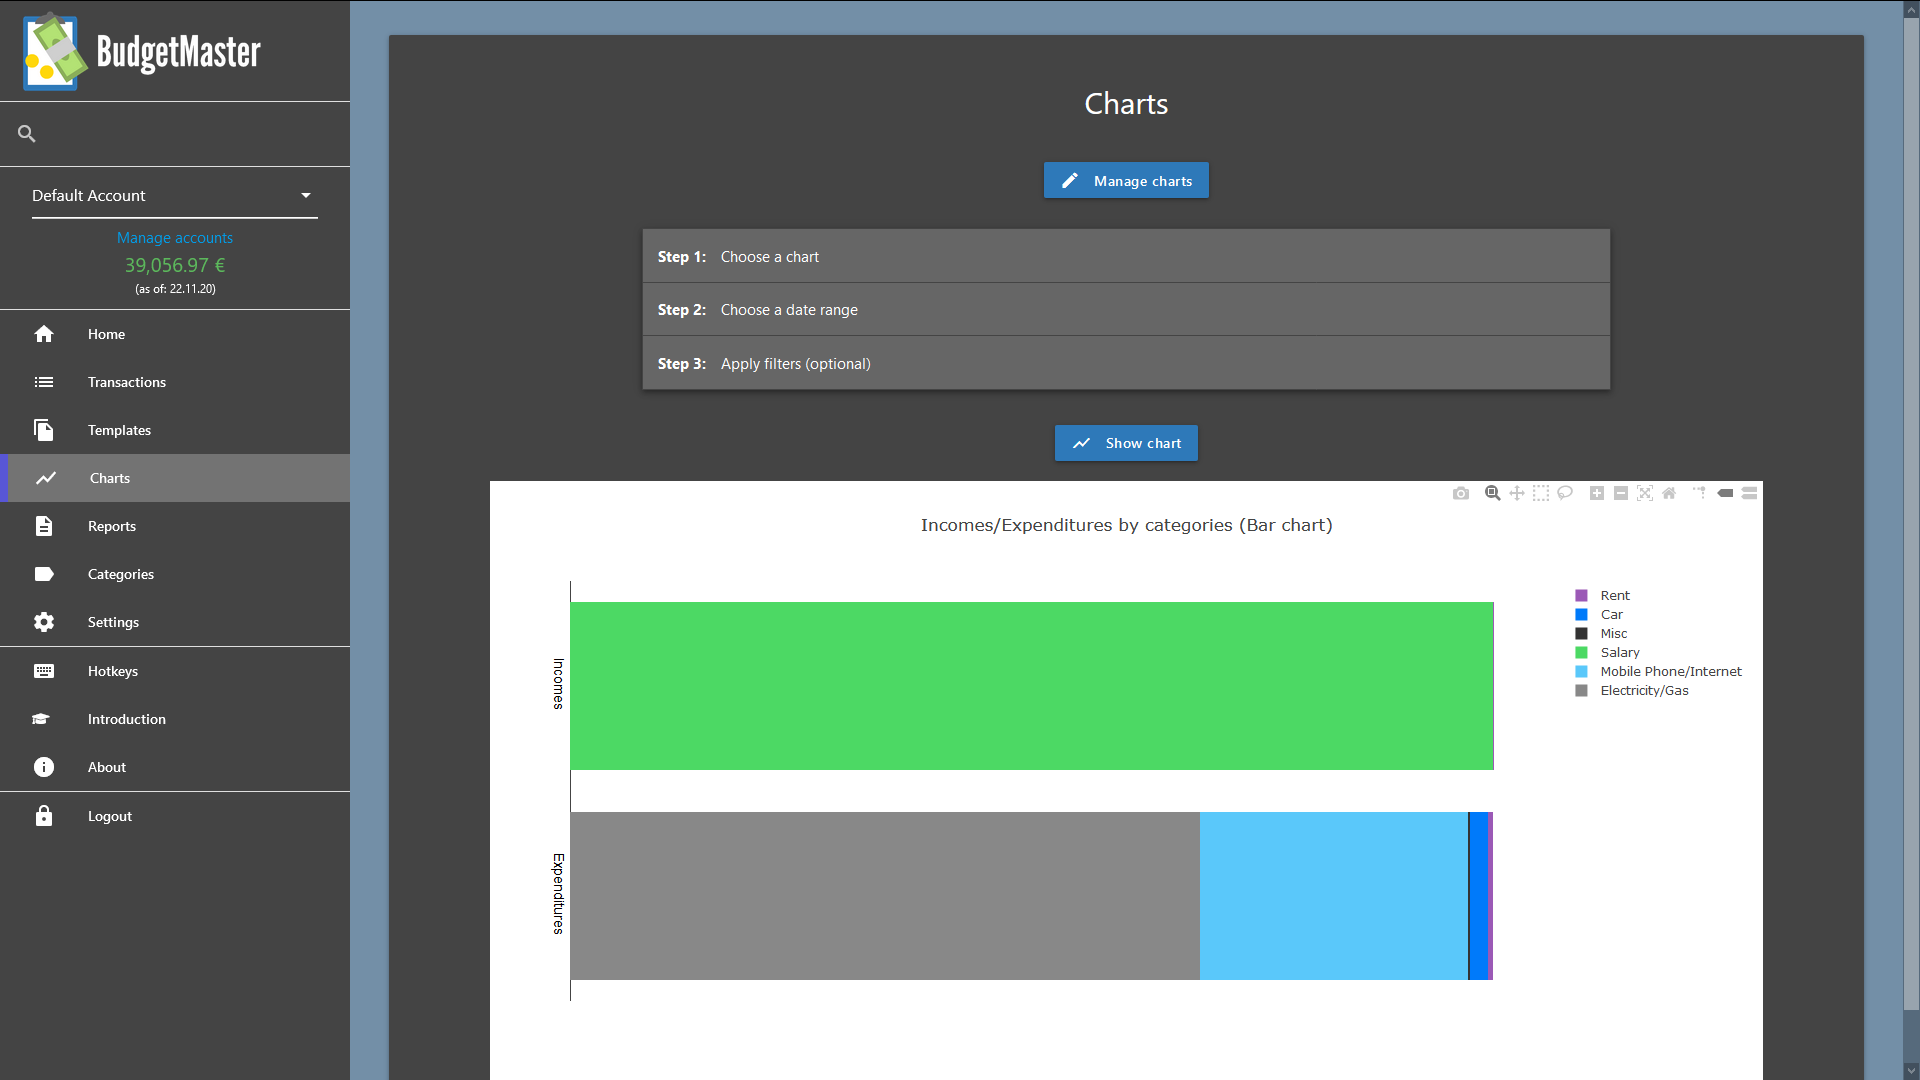 BudgetMaster
Default Account
Manage accounts
39,056.97 €
(as of: 22.11.20)
Home
Transactions
Templates
Charts
Reports
Categories
Settings
Hotkeys
Introduction
About
Logout
Charts
Manage charts
Step 1: Choose a chart
Step 2: Choose a date range
Step 3: Apply filters (optional)
Show chart
Incomes/Expenditures by categories (Bar chart)
Incomes
Expenditures
Rent
Car
Misc
Salary
Mobile Phone/Internet
Electricity/Gas